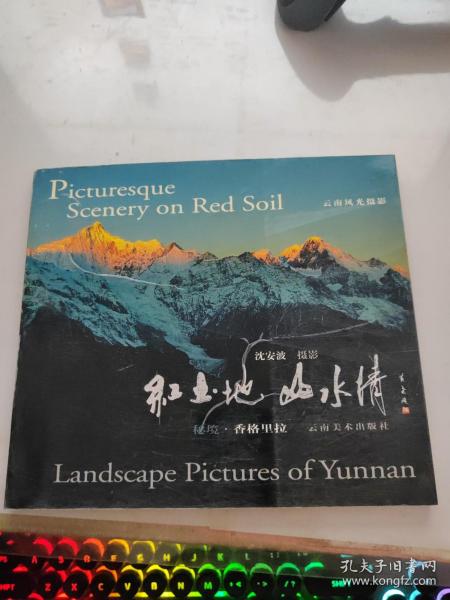 Picturesque
Scenery on Red Soil
云南风光摄影
沈安波 摄影
红土地 山水情
秘境·香格里拉 云南美术出版社
Landscape Pictures of Yunnan
孔夫子旧书网
www.kongfz.com